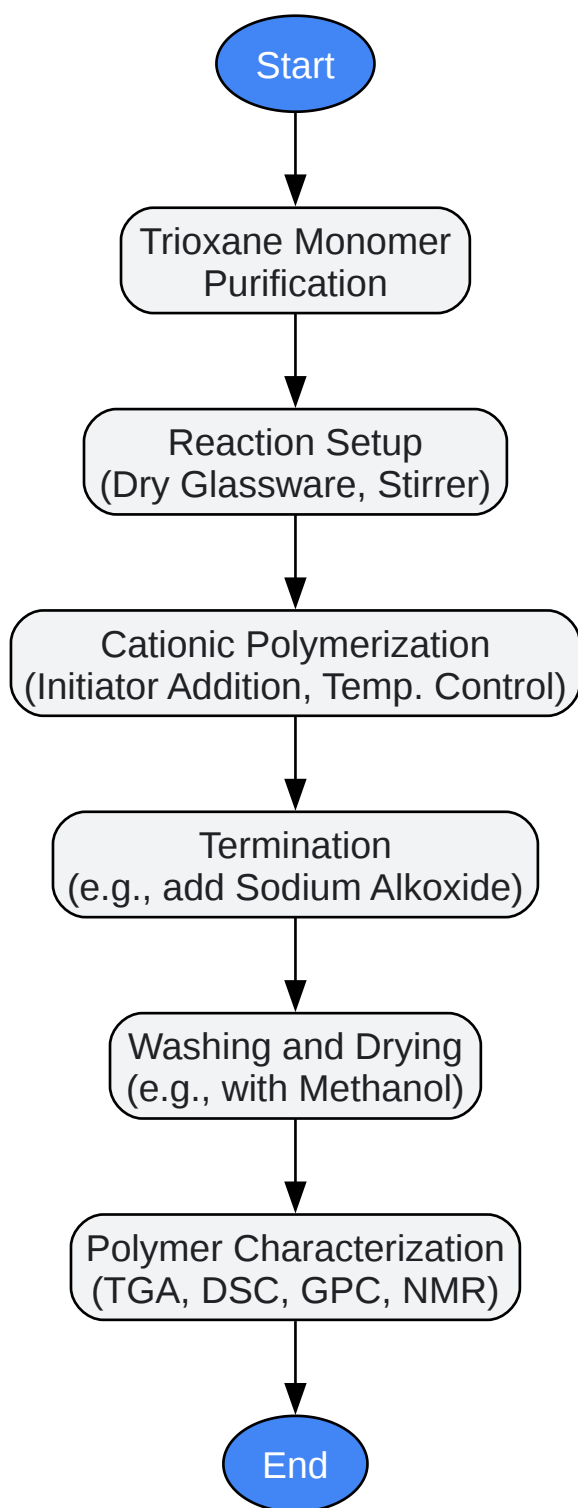 Start
Trioxane Monomer
Purification
Reaction Setup
(Dry Glassware, Stirrer)
Cationic Polymerization
(Initiator Addition, Temp. Control)
Termination
(e.g., add Sodium Alkoxide)
Washing and Drying
(e.g., with Methanol)
Polymer Characterization
(TGA, DSC, GPC, NMR)
End